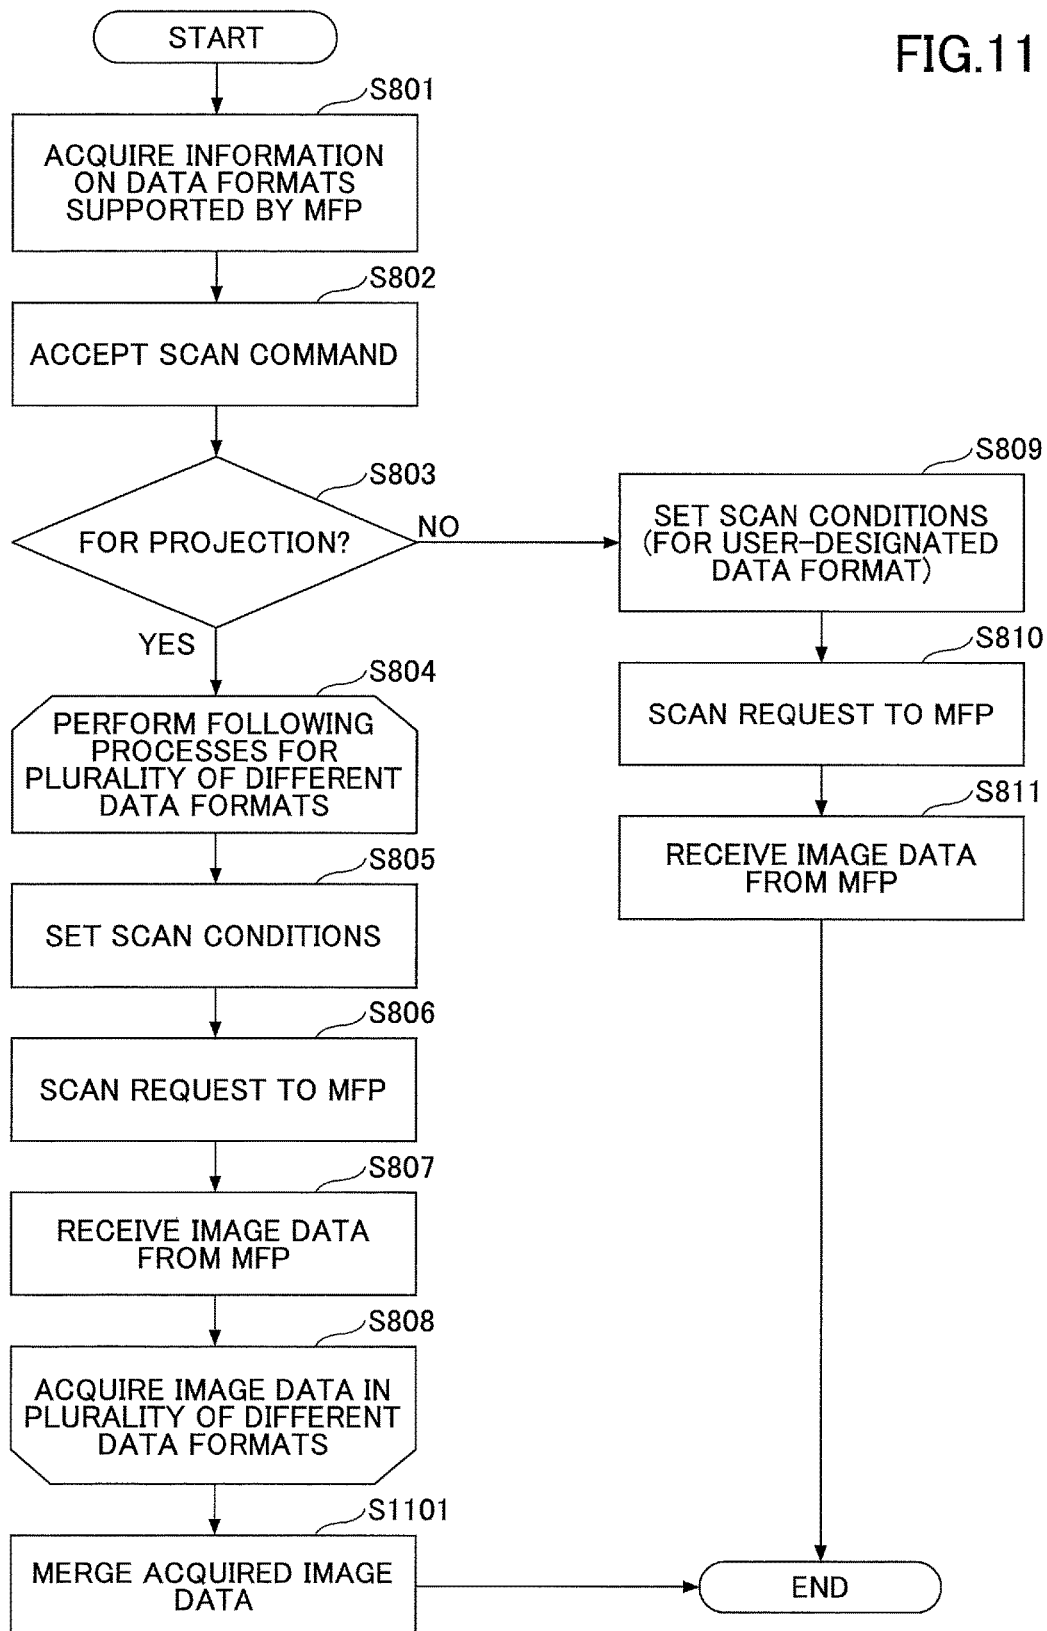 FIG.11
START
S801
ACQUIRE INFORMATION
ON DATA FORMATS
SUPPORTED BY MFP
S802
ACCEPT SCAN COMMAND
S803
FOR PROJECTION?
NO
YES
S804
PERFORM FOLLOWING
PROCESSES FOR
PLURALITY OF DIFFERENT
DATA FORMATS
S805
SET SCAN CONDITIONS
S806
SCAN REQUEST TO MFP
S807
RECEIVE IMAGE DATA
FROM MFP
S808
ACQUIRE IMAGE DATA IN
PLURALITY OF DIFFERENT
DATA FORMATS
S1101
MERGE ACQUIRED IMAGE
DATA
S809
SET SCAN CONDITIONS
(FOR USER-DESIGNATED
DATA FORMAT)
S810
SCAN REQUEST TO MFP
S811
RECEIVE IMAGE DATA
FROM MFP
END